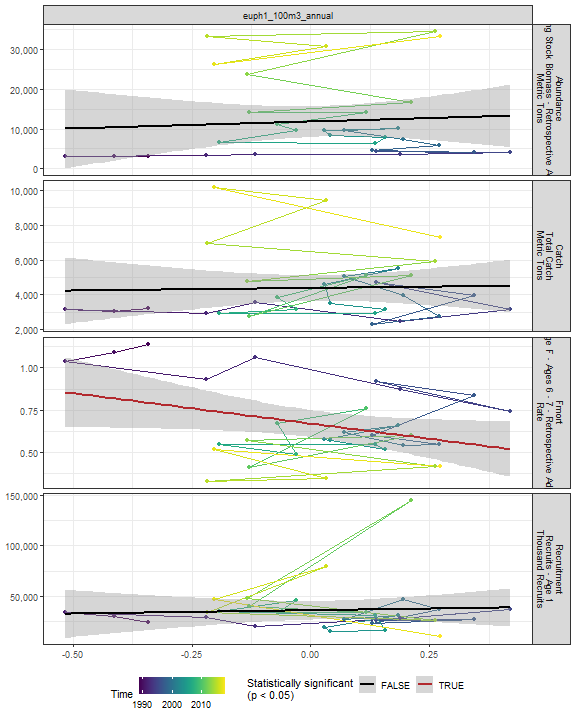 euph1_100m3_annual
30,000
20,000
10,000
0
Abundance
ng Stock Biomass - Retrospective A
Metric Tons
10,000
8,000
6,000
4,000
2,000
Catch
Total Catch
Metric Tons
1.00
0.75
0.50
Fmort
ge F - Ages 6 - 7 - Retrospective Ad
Rate
150,000
100,000
50,000
Recruitment
Recruits - Age 1
Thousand Recruits
-0.50
-0.25
0.00
0.25
Time
1990 2000 2010
Statistically significant
(p < 0.05)
FALSE
TRUE